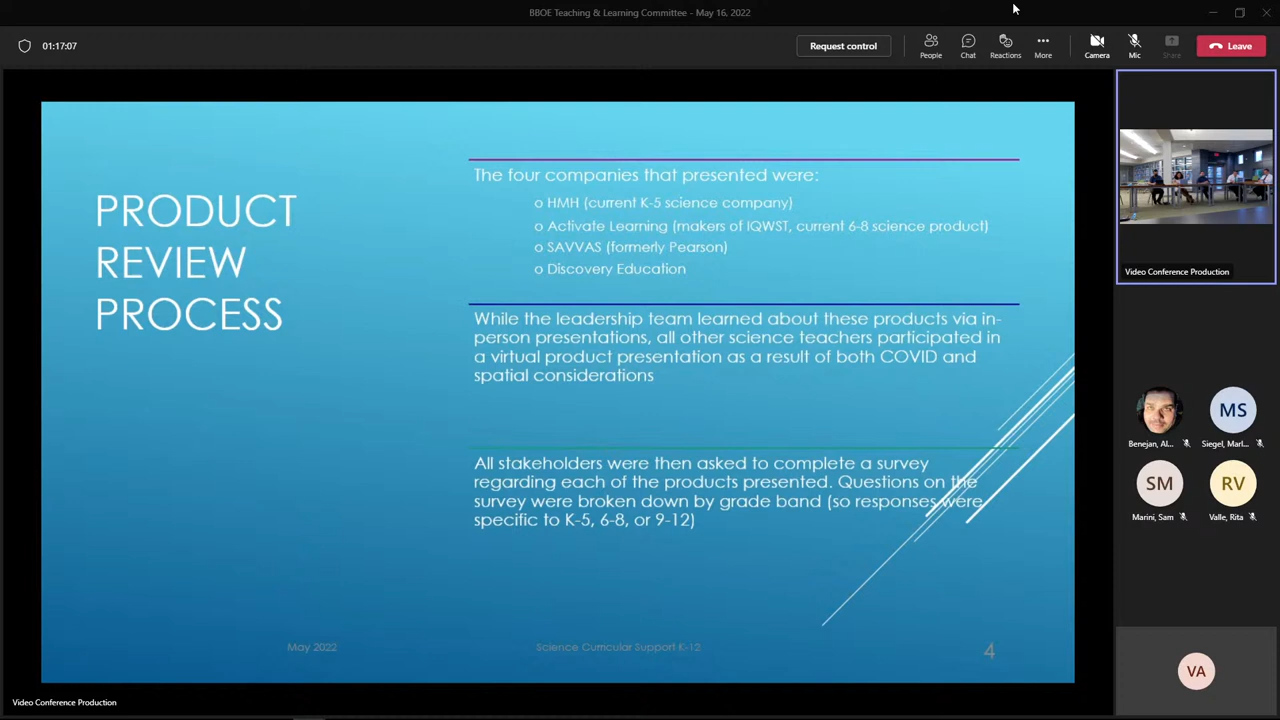 BBOE Teaching & Learning Committee - May 16, 2022
01:17:07
Request control
People
Chat
Reactions
More
Camera
Mic
Share
Leave
PRODUCT
REVIEW
PROCESS
The four companies that presented were:
o HMH (current K-5 science company)
o Activate Learning (makers of IQWST, current 6-8 science product)
o SAVVAS (formerly Pearson)
o Discovery Education
While the leadership team learned about these products via in-
person presentations, all other science teachers participated in
a virtual product presentation as a result of both COVID and
spatial considerations
All stakeholders were then asked to complete a survey
regarding each of the products presented. Questions on the
survey were broken down by grade band (so responses were
specific to K-5, 6-8, or 9-12)
May 2022
Science Curricular Support K-12
4
Video Conference Production
Video Conference Production
Benejan, Al...
MS
Siegel, Marl...
SM
Marini, Sam
RV
Valle, Rita
VA